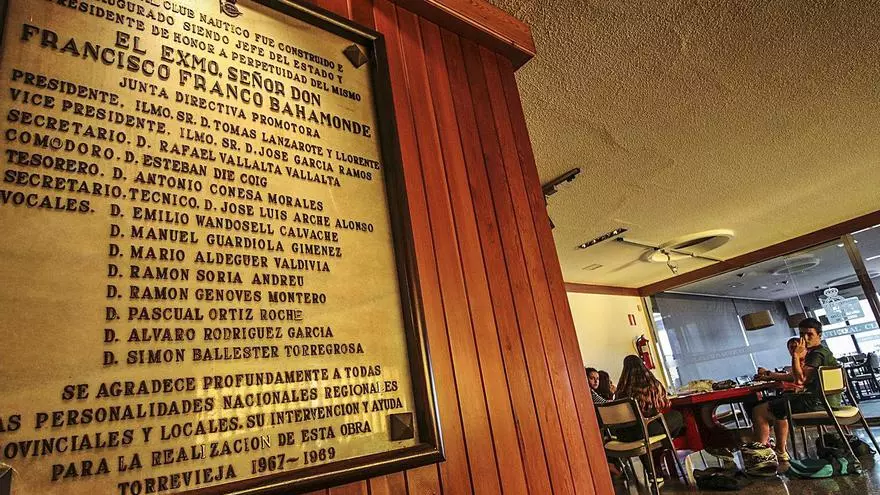 CLUB NAUTICO FUE CONSTRUIDO E
INAUGURADO SIENDO JEFE DEL ESTADO Y
PRESIDENTE DE HONOR A PERPETUIDAD DEL MISMO
EL EXMO. SEÑOR DON
FRANCISCO FRANCO BAHAMONDE
JUNTA DIRECTIVA PROMOTORA
PRESIDENTE, ILMO. SR. D. TOMAS LANZAROTE Y LLORENTE
VICE PRESIDENTE, ILMO. SR. D. JOSE GARCIA RAMOS
SECRETARIO. D. RAFAEL VALLALTA VALLALTA
COMODORO. D. ESTEBAN DIE COIG
TESORERO. D. ANTONIO CONESA MORALES
SECRETARIO. TECNICO. D. JOSE LUIS ARCHE ALONSO
VOCALES. D. EMILIO WANDOSELL CALVACHE
D. MANUEL GUARDIOLA GIMENEZ
D. MARIO ALDEGUER VALDIVIA
D. RAMON SORIA ANDREU
D. RAMON GENOVES MONTERO
D. PASCUAL ORTIZ ROCHE
D. ALVARO RODRIGUEZ GARCIA
D. SIMON BALLESTER TORREGROSA
SE AGRADECE PROFUNDAMENTE A TODAS
AS PERSONALIDADES NACIONALES REGIONALES
OVINCIALES Y LOCALES. SU INTERVENCION Y AYUDA
PARA LA REALIZACION DE ESTA OBRA
TORREVIEJA 1967-1969